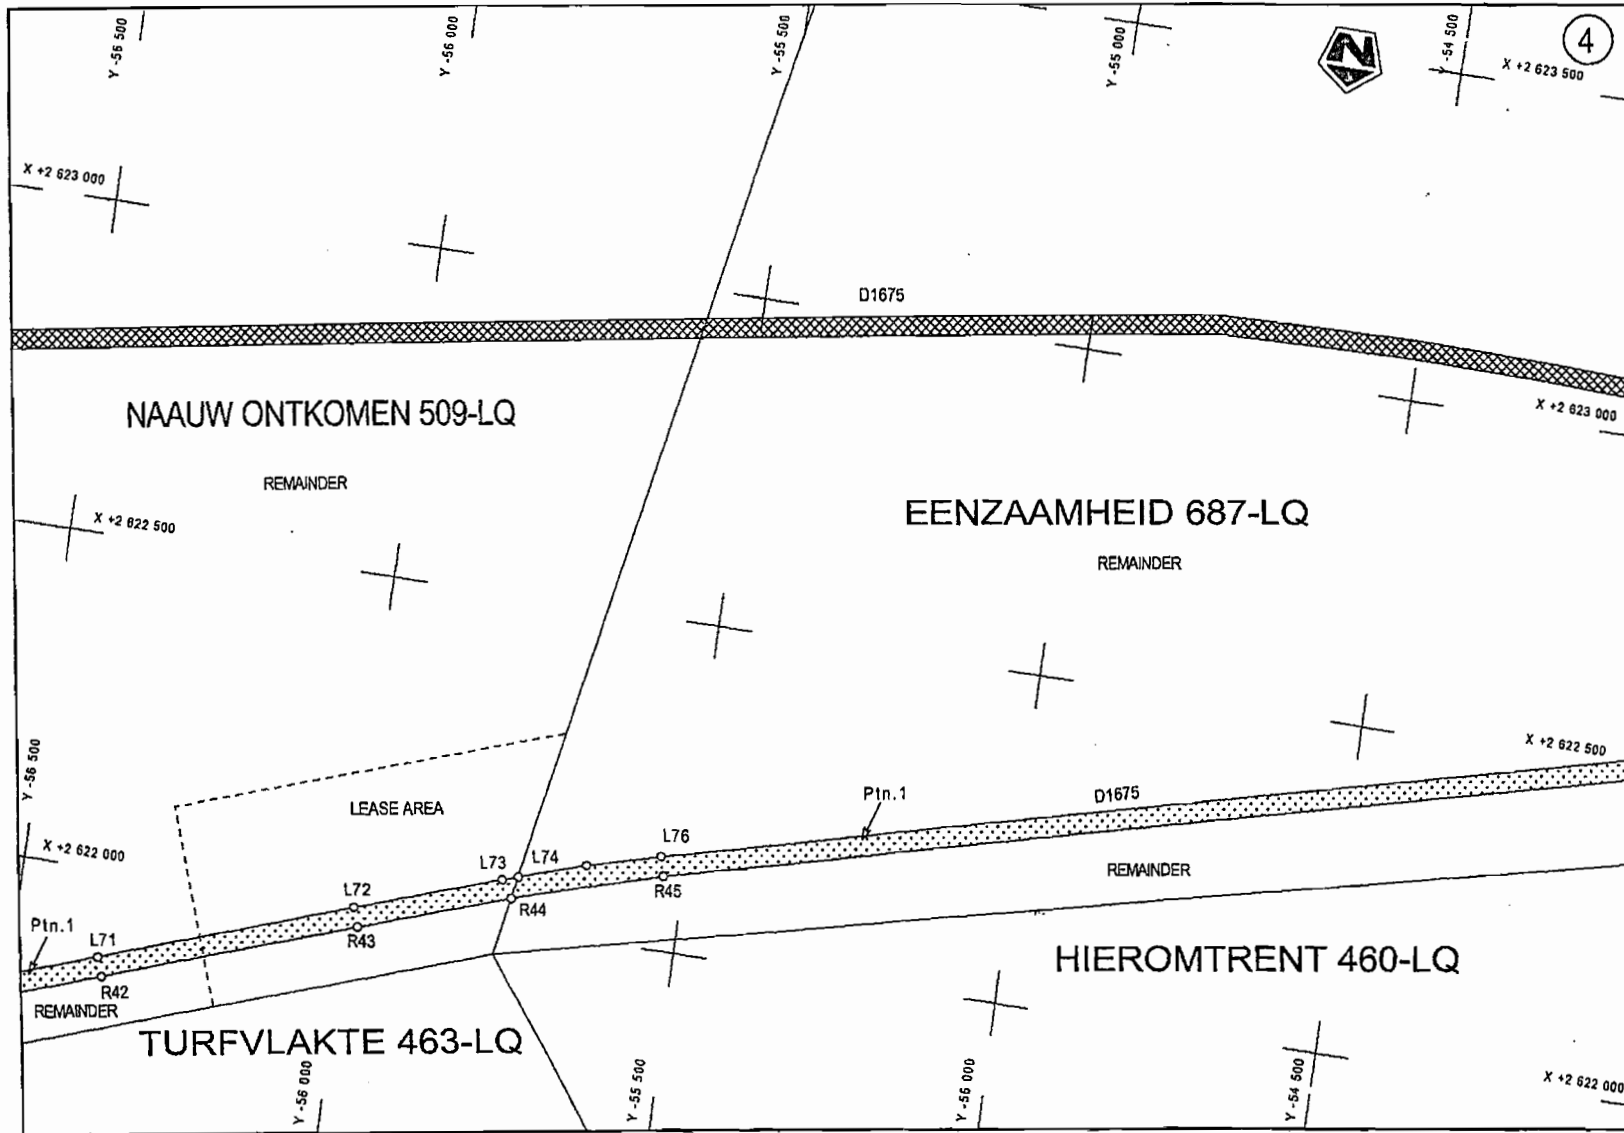 Y -56 500
Y -56 000
Y -55 500
Y -55 000
Y -54 500
N
4
X +2 623 500
X +2 623 000
D1675
NAAUW ONTKOMEN 509-LQ
REMAINDER
X +2 623 000
X +2 622 500
EENZAAMHEID 687-LQ
REMAINDER
Y -56 500
X +2 622 500
LEASE AREA
Ptn.1
D1675
X +2 622 000
L76
L74
L73
L72
REMAINDER
R45
R44
R43
Ptn.1
L71
R42
REMAINDER
HIEROMTRENT 460-LQ
TURFVLAKTE 463-LQ
Y -56 000
Y -55 500
Y -55 000
Y -54 500
X +2 622 000